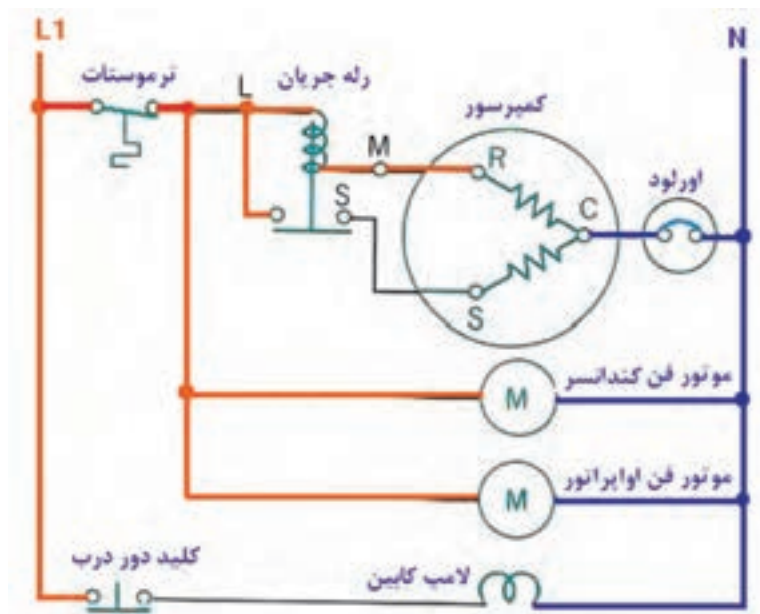 L1
N
ترموستات
رله جریان
L
کمپرسور
M
R
اورلود
S
C
S
موتور فن کندانسر
M
موتور فن اواپراتور
M
کلید دور درب
لامپ کابین